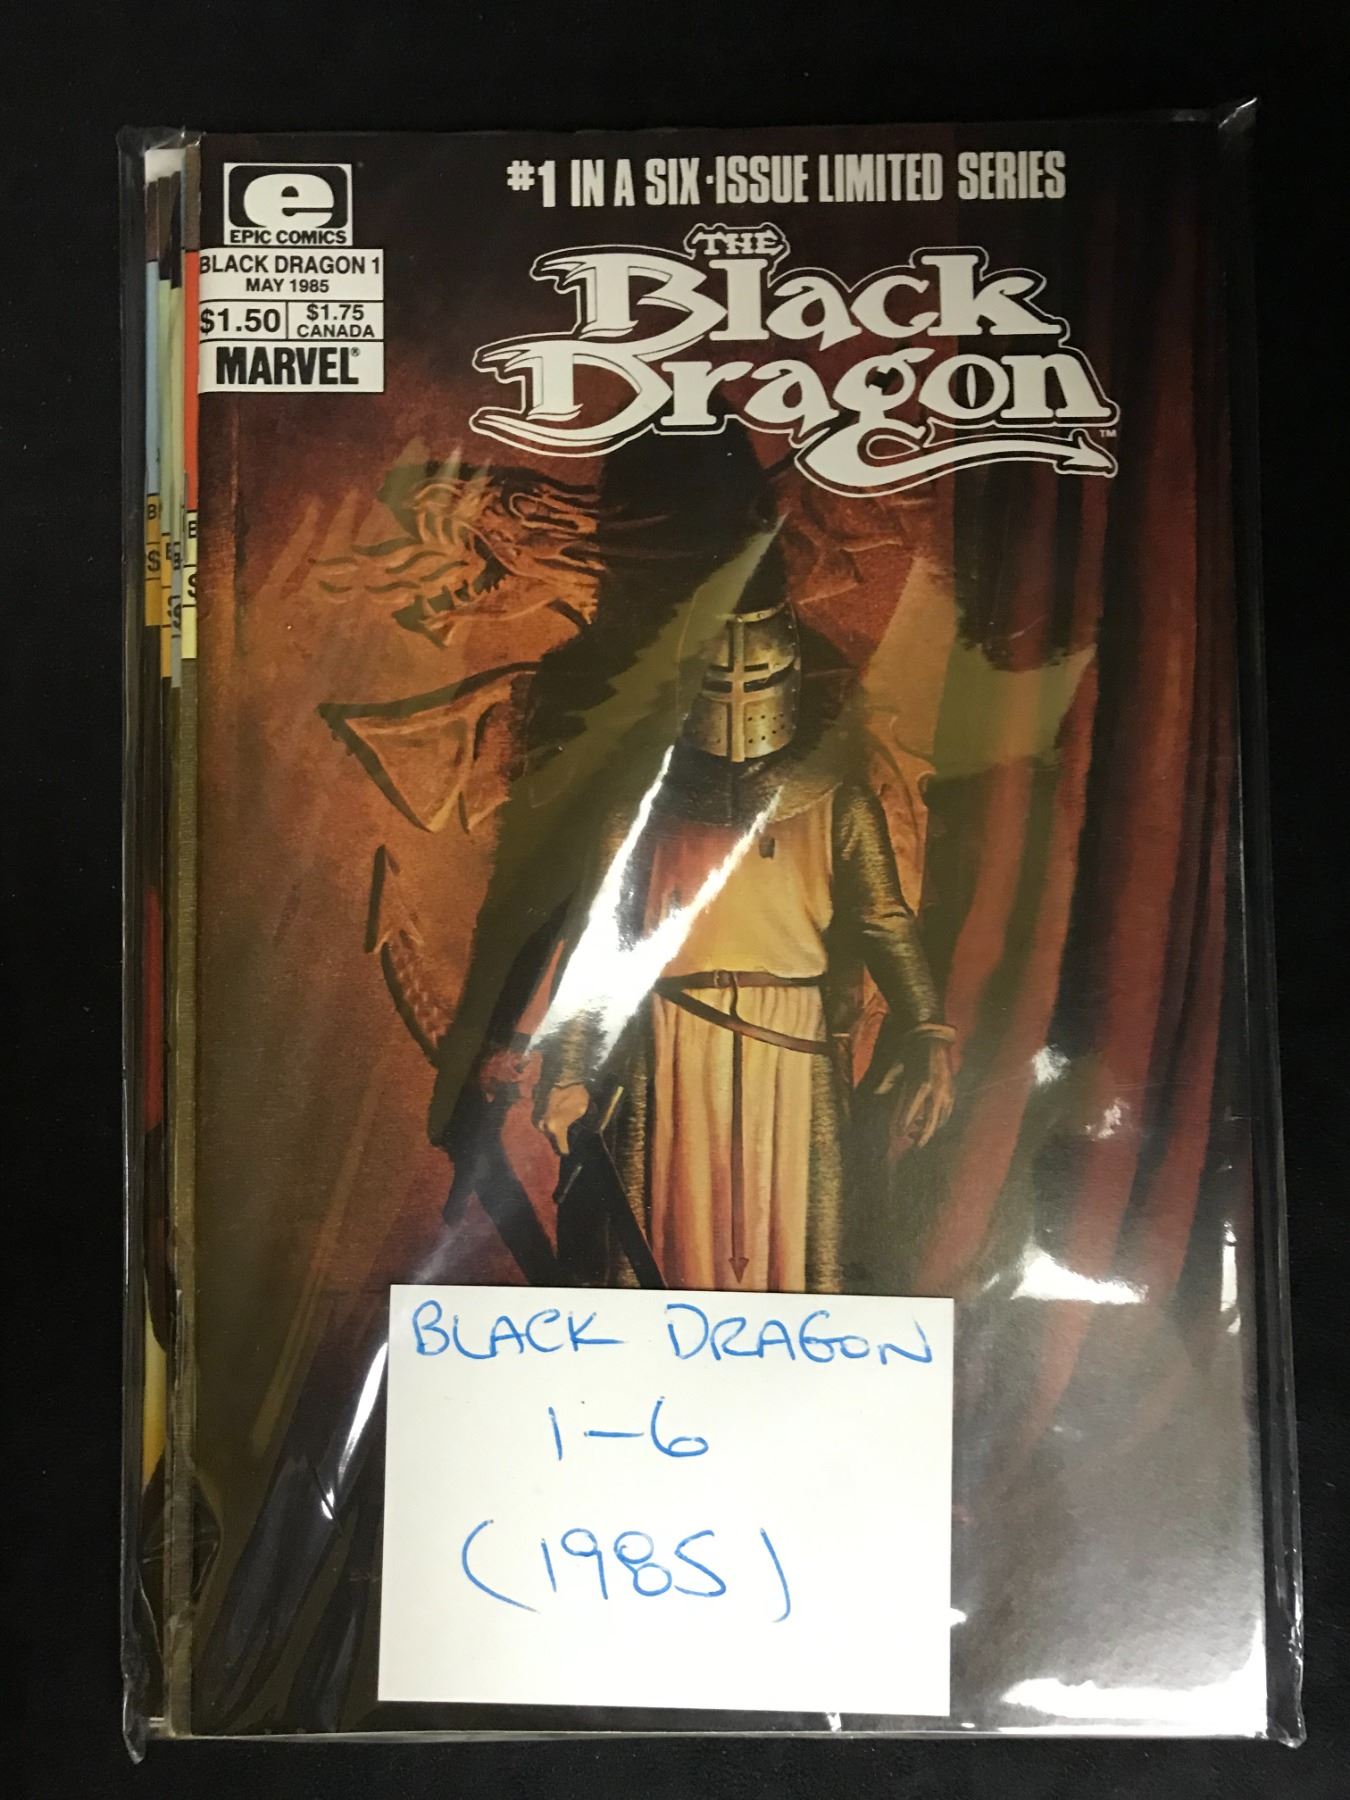 #1 IN A SIX-ISSUE LIMITED SERIES
e
EPIC COMICS
BLACK DRAGON 1
MAY 1985
$1.50
$1.75
CANADA
MARVEL®
THE
Black
Dragon
™
B
$
B
$
BLACK DRAGON
1-6
(1985)